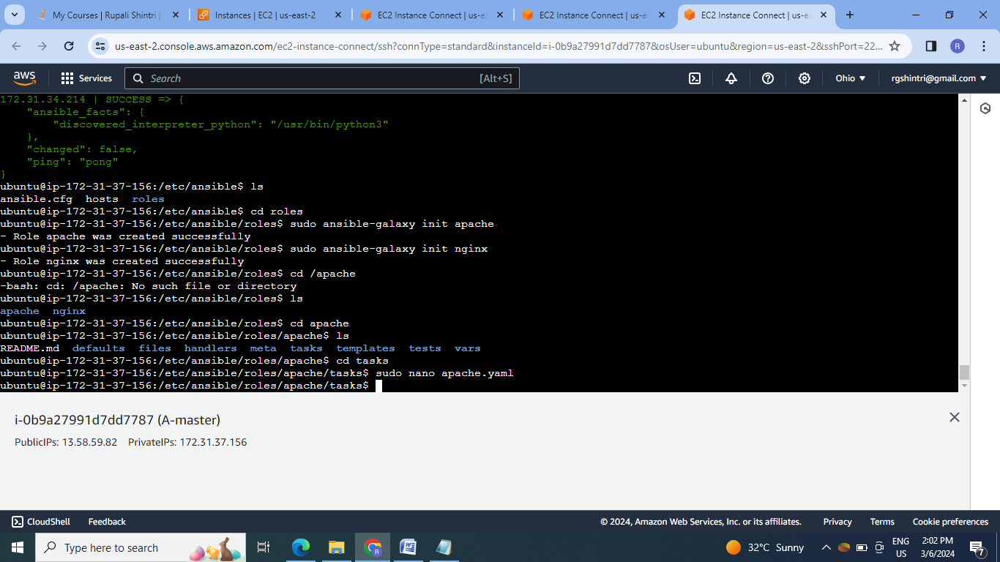 My Courses | Rupali Shintri |
Instances | EC2 | us-east-2
EC2 Instance Connect | us-ea
EC2 Instance Connect | us-ea
EC2 Instance Connect | us-ea
us-east-2.console.aws.amazon.com/ec2-instance-connect/ssh?connType=standard&instanceId=i-0b9a27991d7dd7787&osUser=ubuntu&region=us-east-2&sshPort=22...
R
aws
Services
Search
[Alt+S]
Ohio
rgshintri@gmail.com
172.31.34.214 | SUCCESS => {
    "ansible_facts": {
        "discovered_interpreter_python": "/usr/bin/python3"
    },
    "changed": false,
    "ping": "pong"
}
ubuntu@ip-172-31-37-156:/etc/ansible$ ls
ansible.cfg  hosts  roles
ubuntu@ip-172-31-37-156:/etc/ansible$ cd roles
ubuntu@ip-172-31-37-156:/etc/ansible/roles$ sudo ansible-galaxy init apache
- Role apache was created successfully
ubuntu@ip-172-31-37-156:/etc/ansible/roles$ sudo ansible-galaxy init nginx
- Role nginx was created successfully
ubuntu@ip-172-31-37-156:/etc/ansible/roles$ cd /apache
-bash: cd: /apache: No such file or directory
ubuntu@ip-172-31-37-156:/etc/ansible/roles$ ls
apache  nginx
ubuntu@ip-172-31-37-156:/etc/ansible/roles$ cd apache
ubuntu@ip-172-31-37-156:/etc/ansible/roles/apache$ ls
README.md  defaults  files  handlers  meta  tasks  templates  tests  vars
ubuntu@ip-172-31-37-156:/etc/ansible/roles/apache$ cd tasks
ubuntu@ip-172-31-37-156:/etc/ansible/roles/apache/tasks$ sudo nano apache.yaml
ubuntu@ip-172-31-37-156:/etc/ansible/roles/apache/tasks$
i-0b9a27991d7dd7787 (A-master)
PublicIPs: 13.58.59.82    PrivateIPs: 172.31.37.156
CloudShell
Feedback
© 2024, Amazon Web Services, Inc. or its affiliates.
Privacy
Terms
Cookie preferences
Type here to search
R
32°C Sunny
ENG
US
2:02 PM
3/6/2024
7